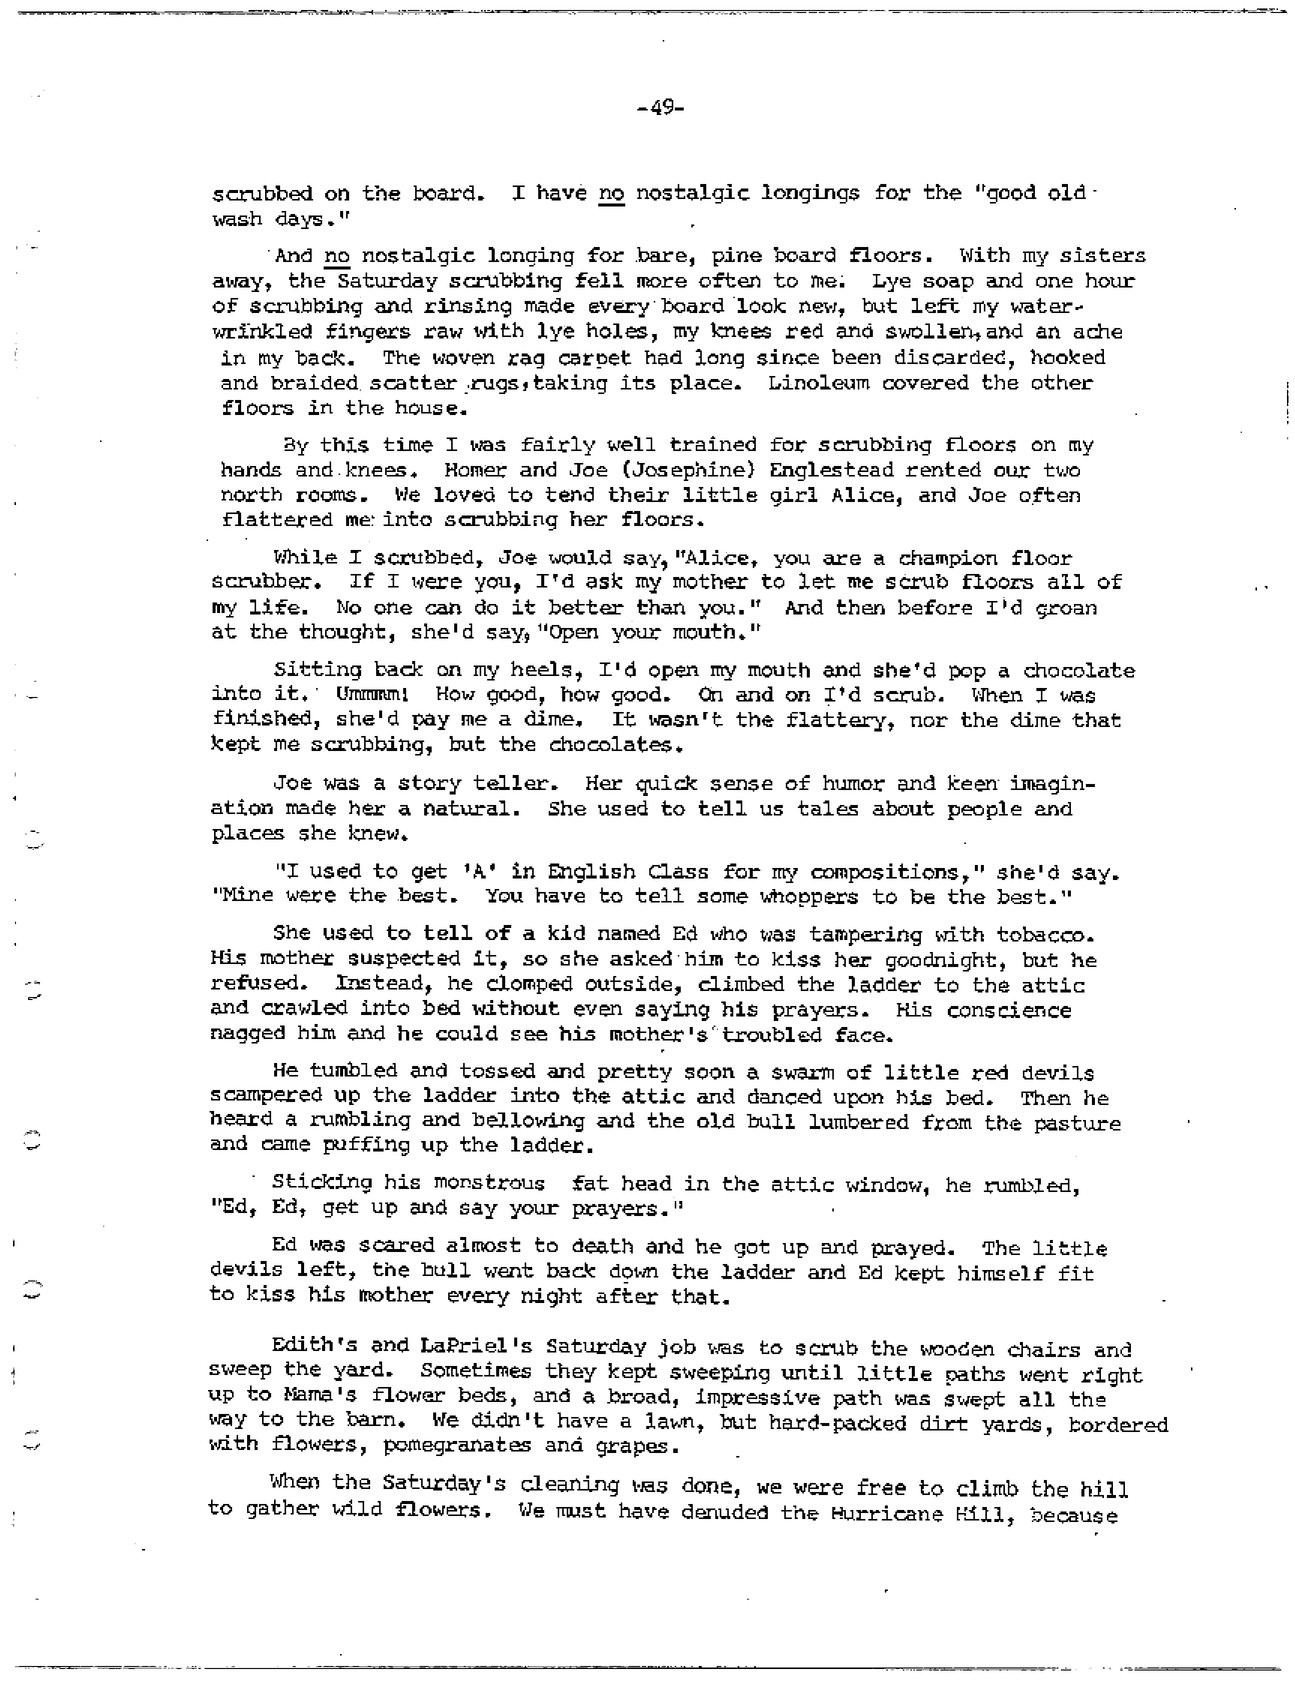 -49-
scrubbed on the board. I have no nostalgic longings for the "good old
wash days."
And no nostalgic longing for bare, pine board floors. With my sisters
away, the Saturday scrubbing fell more often to me. Lye soap and one hour
of scrubbing and rinsing made every board look new, but left my water-
wrinkled fingers raw with lye holes, my knees red and swollen, and an ache
in my back. The woven rag carpet had long since been discarded, hooked
and braided scatter rugs, taking its place. Linoleum covered the other
floors in the house.
By this time I was fairly well trained for scrubbing floors on my
hands and knees. Homer and Joe (Josephine) Englestead rented our two
north rooms. We loved to tend their little girl Alice, and Joe often
flattered me into scrubbing her floors.
While I scrubbed, Joe would say, "Alice, you are a champion floor
scrubber. If I were you, I'd ask my mother to let me scrub floors all of
my life. No one can do it better than you." And then before I'd groan
at the thought, she'd say, "Open your mouth."
Sitting back on my heels, I'd open my mouth and she'd pop a chocolate
into it. Ummmm! How good, how good. On and on I'd scrub. When I was
finished, she'd pay me a dime. It wasn't the flattery, nor the dime that
kept me scrubbing, but the chocolates.
Joe was a story teller. Her quick sense of humor and keen imagin-
ation made her a natural. She used to tell us tales about people and
places she knew.
"I used to get 'A' in English Class for my compositions," she'd say.
"Mine were the best. You have to tell some whoppers to be the best."
She used to tell of a kid named Ed who was tampering with tobacco.
His mother suspected it, so she asked him to kiss her goodnight, but he
refused. Instead, he clomped outside, climbed the ladder to the attic
and crawled into bed without even saying his prayers. His conscience
nagged him and he could see his mother's troubled face.
He tumbled and tossed and pretty soon a swarm of little red devils
scampered up the ladder into the attic and danced upon his bed. Then he
heard a rumbling and bellowing and the old bull lumbered from the pasture
and came puffing up the ladder.
Sticking his monstrous fat head in the attic window, he rumbled,
"Ed, Ed, get up and say your prayers."
Ed was scared almost to death and he got up and prayed. The little
devils left, the bull went back down the ladder and Ed kept himself fit
to kiss his mother every night after that.
Edith's and LaPriel's Saturday job was to scrub the wooden chairs and
sweep the yard. Sometimes they kept sweeping until little paths went right
up to Mama's flower beds, and a broad, impressive path was swept all the
way to the barn. We didn't have a lawn, but hard-packed dirt yards, bordered
with flowers, pomegranates and grapes.
When the Saturday's cleaning was done, we were free to climb the hill
to gather wild flowers. We must have denuded the Hurricane Hill, because